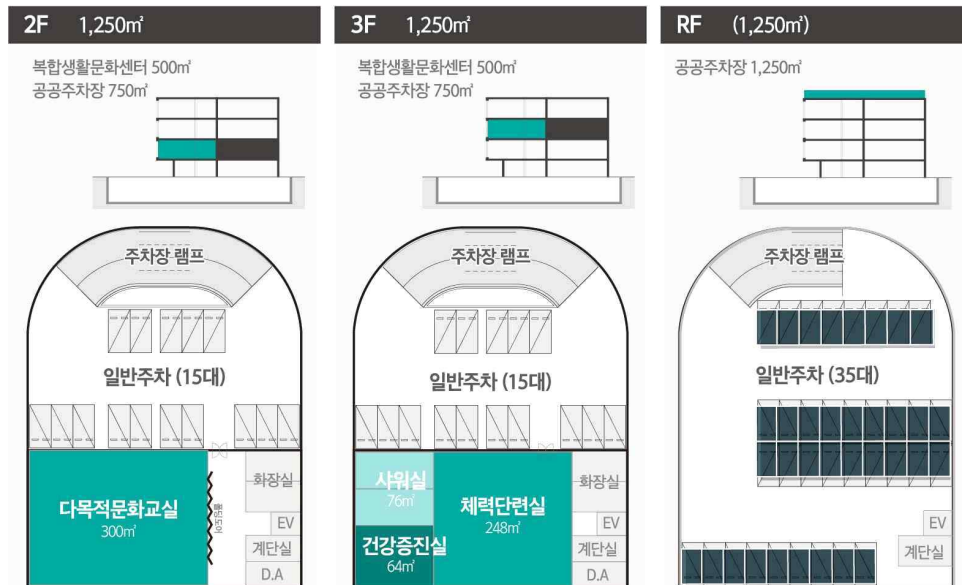 2F 1,250㎡
복합생활문화센터 500㎡
공공주차장 750㎡
주차장 램프
일반주차 (15대)
다목적문화교실
300㎡
폴딩도어
화장실
EV
계단실
D.A
3F 1,250㎡
복합생활문화센터 500㎡
공공주차장 750㎡
주차장 램프
일반주차 (15대)
샤워실
76㎡
체력단련실
248㎡
건강증진실
64㎡
화장실
EV
계단실
D.A
RF (1,250㎡)
공공주차장 1,250㎡
주차장 램프
일반주차 (35대)
EV
계단실